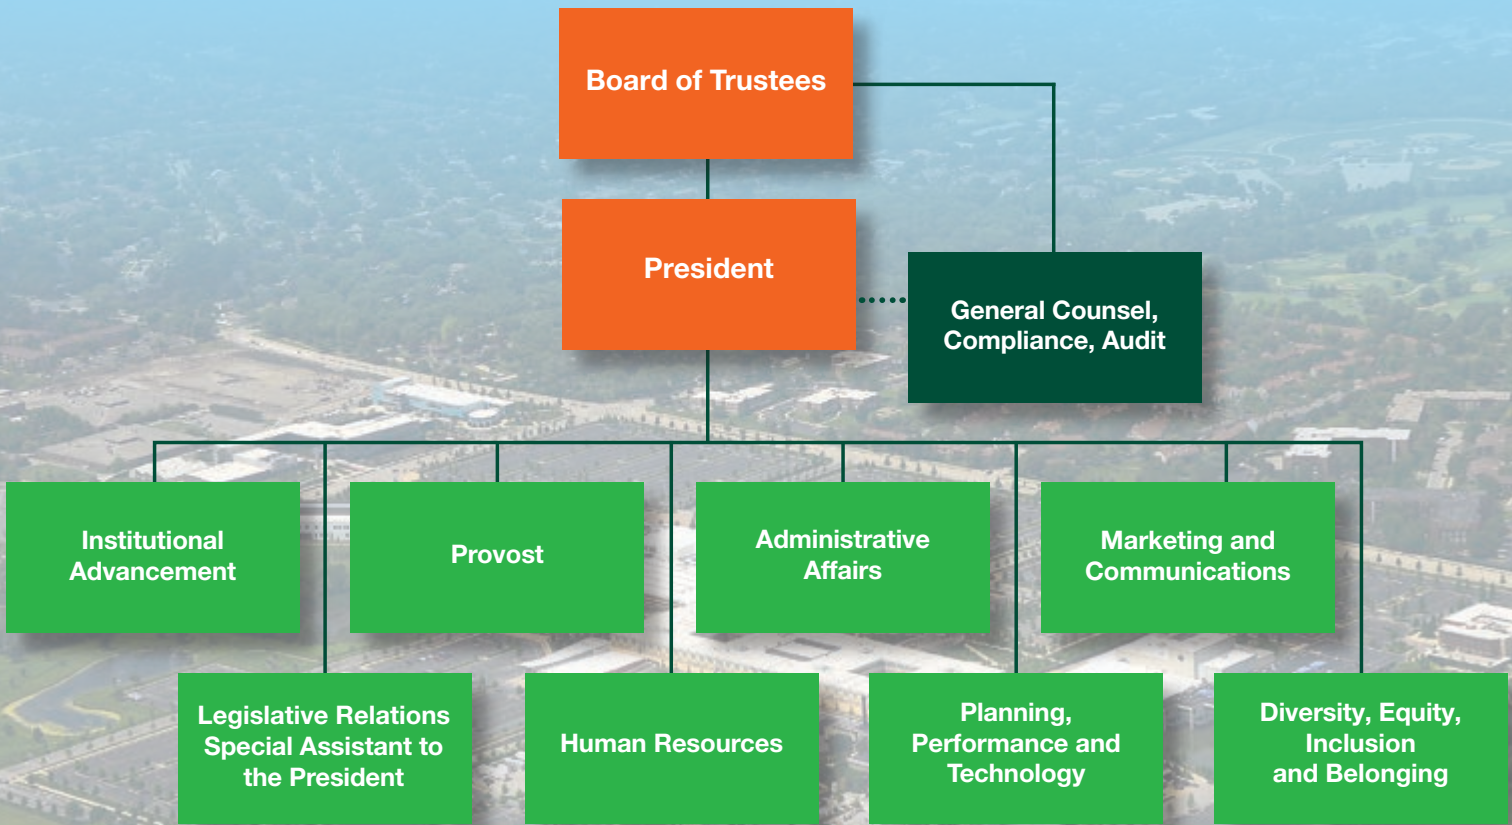 Board of Trustees
President
General Counsel,
Compliance, Audit
Institutional
Advancement
Provost
Administrative
Affairs
Marketing and
Communications
Legislative Relations
Special Assistant to
the President
Human Resources
Planning,
Performance and
Technology
Diversity, Equity,
Inclusion
and Belonging